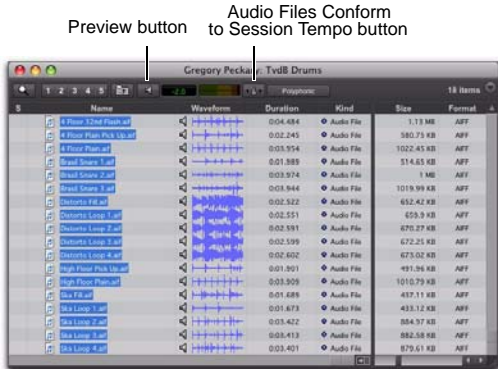 Preview button
Audio Files Conform
to Session Tempo button
Gregory Peckary: TvdB Drums
1 2 3 4 5 -2.0 Polyphonic 18 items
S Name Waveform Duration Kind Size Format
4 Floor 32nd Flash.aif 0:04.484 Audio File 1.13 MB AIFF
4 Floor Plain Pick Up.aif 0:02.245 Audio File 580.75 KB AIFF
4 Floor Plain.aif 0:03.954 Audio File 1022.45 KB AIFF
Brasil Snare 1.aif 0:01.989 Audio File 514.65 KB AIFF
Brasil Snare 2.aif 0:03.974 Audio File 1 MB AIFF
Brasil Snare 3.aif 0:03.944 Audio File 1019.99 KB AIFF
Distorto Fill.aif 0:02.522 Audio File 652.42 KB AIFF
Distorto Loop 1.aif 0:02.551 Audio File 659.9 KB AIFF
Distorto Loop 2.aif 0:02.591 Audio File 670.27 KB AIFF
Distorto Loop 3.aif 0:02.599 Audio File 672.25 KB AIFF
Distorto Loop 4.aif 0:02.602 Audio File 673.02 KB AIFF
High Floor Pick Up.aif 0:01.901 Audio File 491.96 KB AIFF
High Floor Plain.aif 0:03.909 Audio File 1010.79 KB AIFF
Ska Fill.aif 0:01.689 Audio File 437.11 KB AIFF
Ska Loop 1.aif 0:01.673 Audio File 433.12 KB AIFF
Ska Loop 2.aif 0:03.422 Audio File 884.97 KB AIFF
Ska Loop 3.aif 0:03.413 Audio File 882.58 KB AIFF
Ska Loop 4.aif 0:03.401 Audio File 879.61 KB AIFF